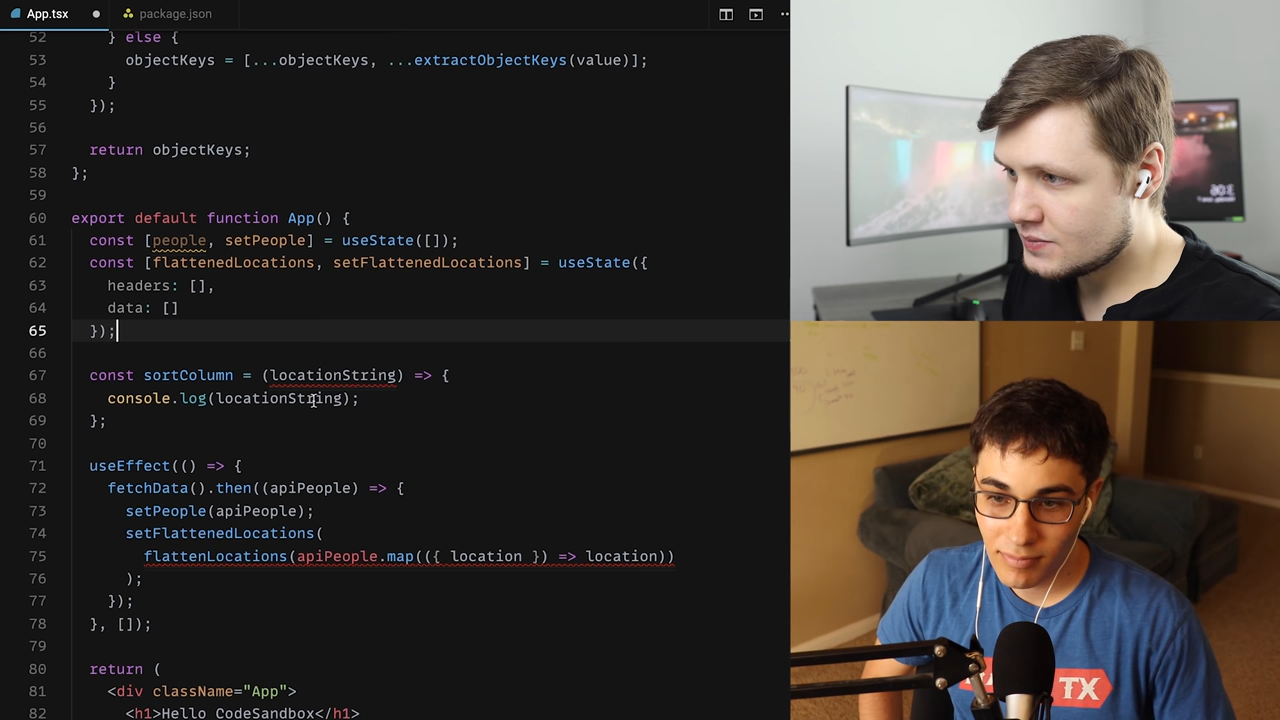 App.tsx
package.json
52 } else {
53 objectKeys = [...objectKeys, ...extractObjectKeys(value)];
54 }
55 });
56
57 return objectKeys;
58 };
59
60 export default function App() {
61 const [people, setPeople] = useState([]);
62 const [flattenedLocations, setFlattenedLocations] = useState({
63 headers: [],
64 data: []
65 });
66
67 const sortColumn = (locationString) => {
68 console.log(locationString);
69 };
70
71 useEffect(() => {
72 fetchData().then((apiPeople) => {
73 setPeople(apiPeople);
74 setFlattenedLocations(
75 flattenLocations(apiPeople.map(({ location }) => location))
76 );
77 });
78 }, []);
79
80 return (
81 <div className="App">
82 <h1>Hello CodeSandbox</h1>
TX